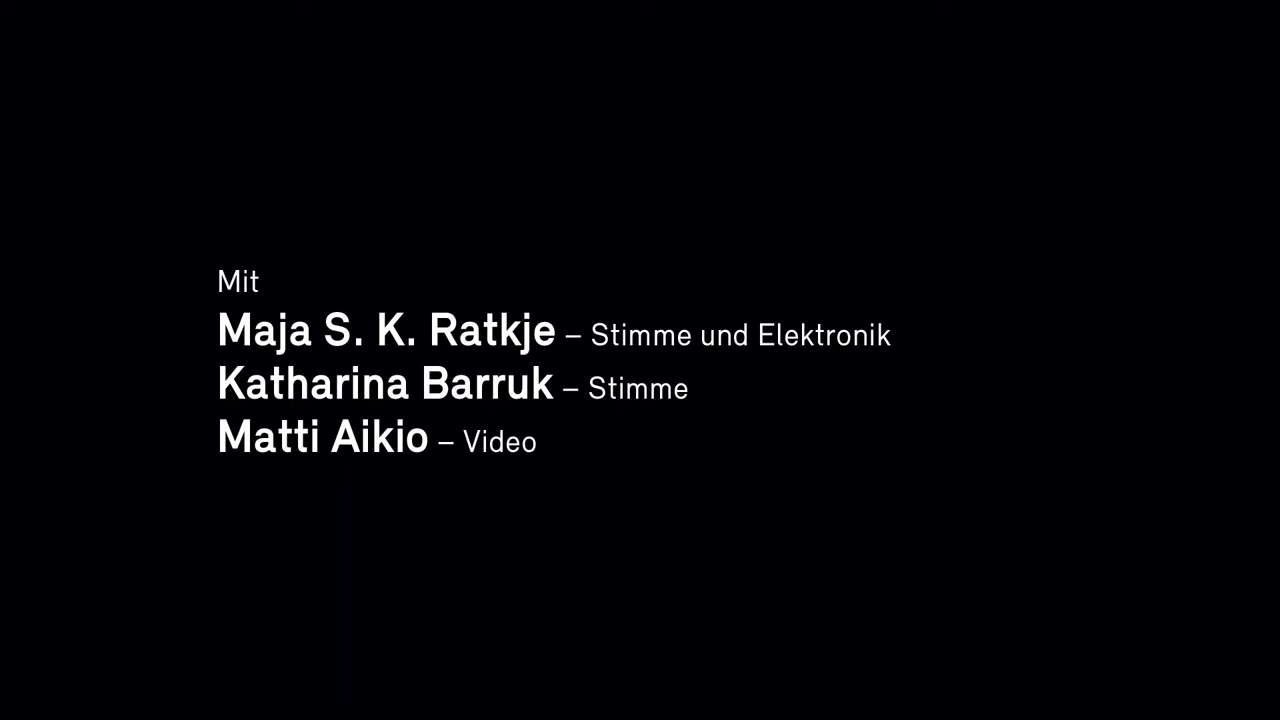 Mit
Maja S. K. Ratkje – Stimme und Elektronik
Katharina Barruk – Stimme
Matti Aikio – Video